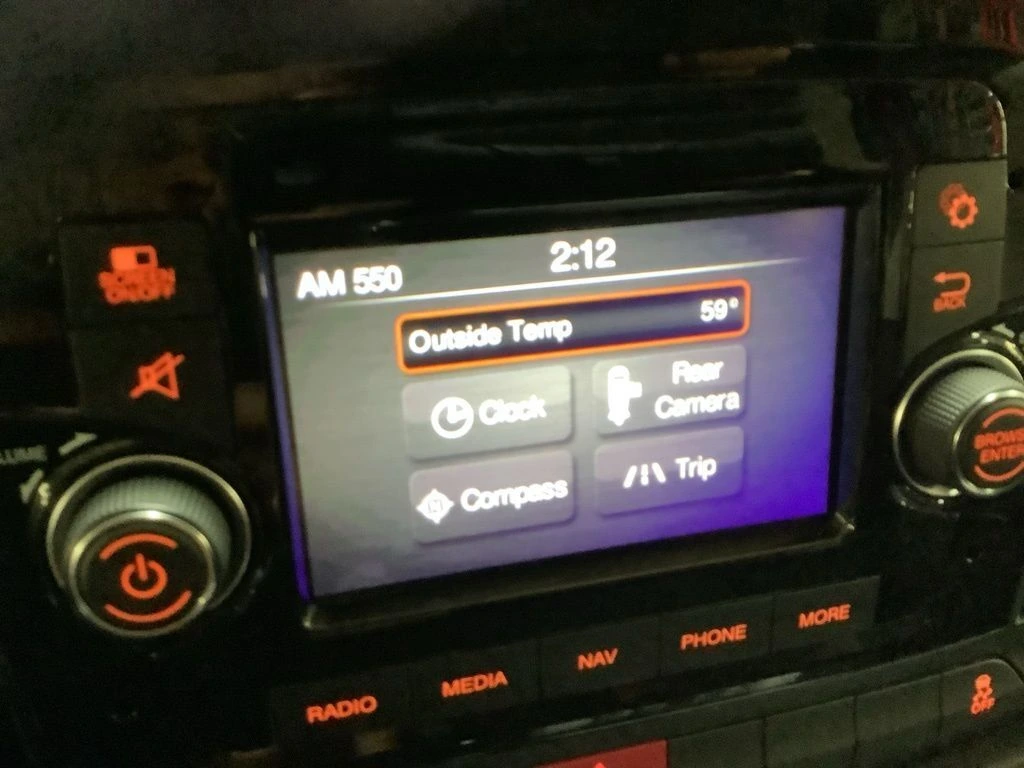 AM 550
2:12
Outside Temp 59°
Clock
Rear
Camera
Compass
N
Trip
SCREEN
ON/OFF
BACK
BROWSE
ENTER
RADIO
MEDIA
NAV
PHONE
MORE
OFF